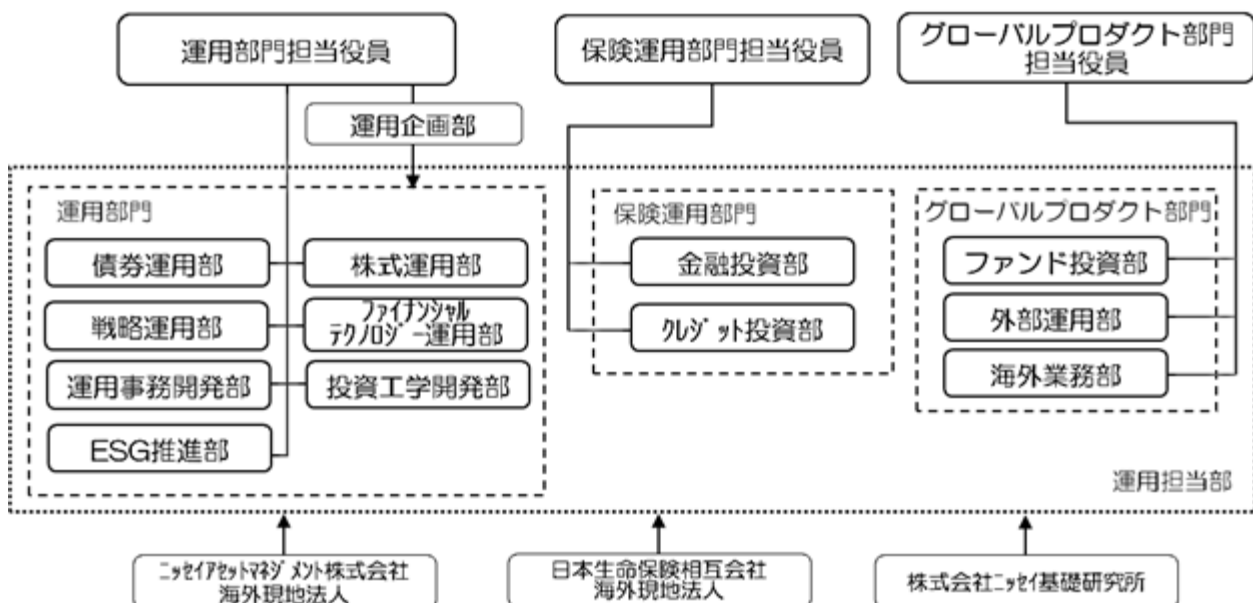 運用部門担当役員
保険運用部門担当役員
グローバルプロダクト部門
担当役員
運用企画部
運用部門
債券運用部
株式運用部
戦略運用部
ファイナンシャル
テクノロジー運用部
運用事務開発部
投資工学開発部
ESG推進部
保険運用部門
金融投資部
クレジット投資部
グローバルプロダクト部門
ファンド投資部
外部運用部
海外業務部
運用担当部
ニッセイアセットマネジメント株式会社
海外現地法人
日本生命保険相互会社
海外現地法人
株式会社ニッセイ基礎研究所